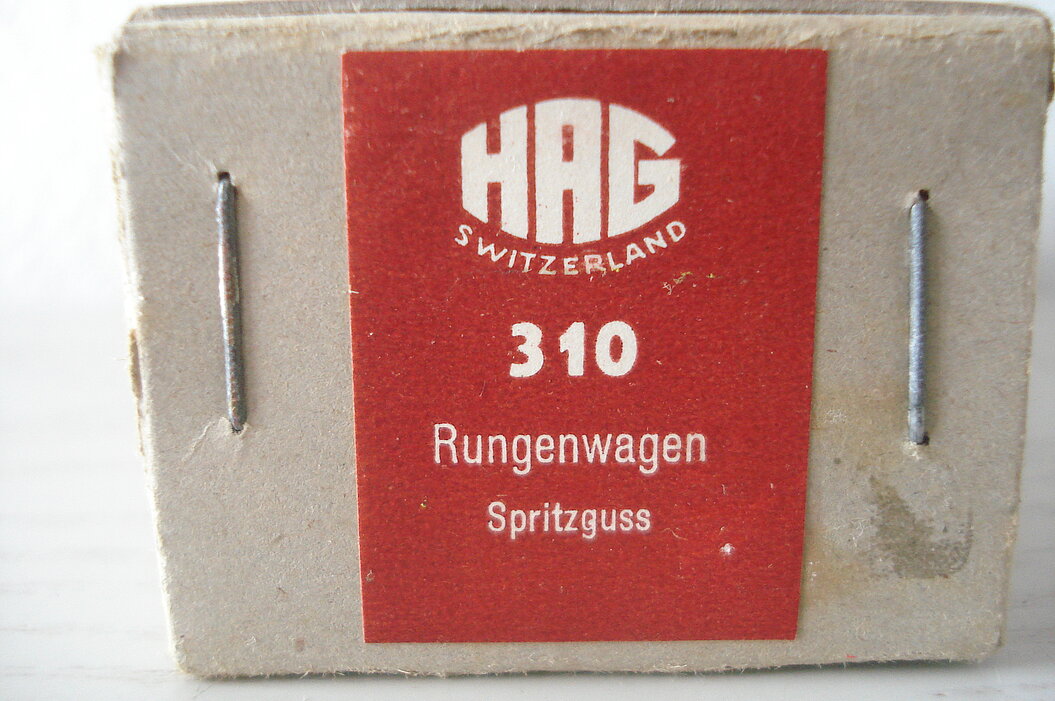 HAG
SWITZERLAND
310
Rungenwagen
Spritzguss